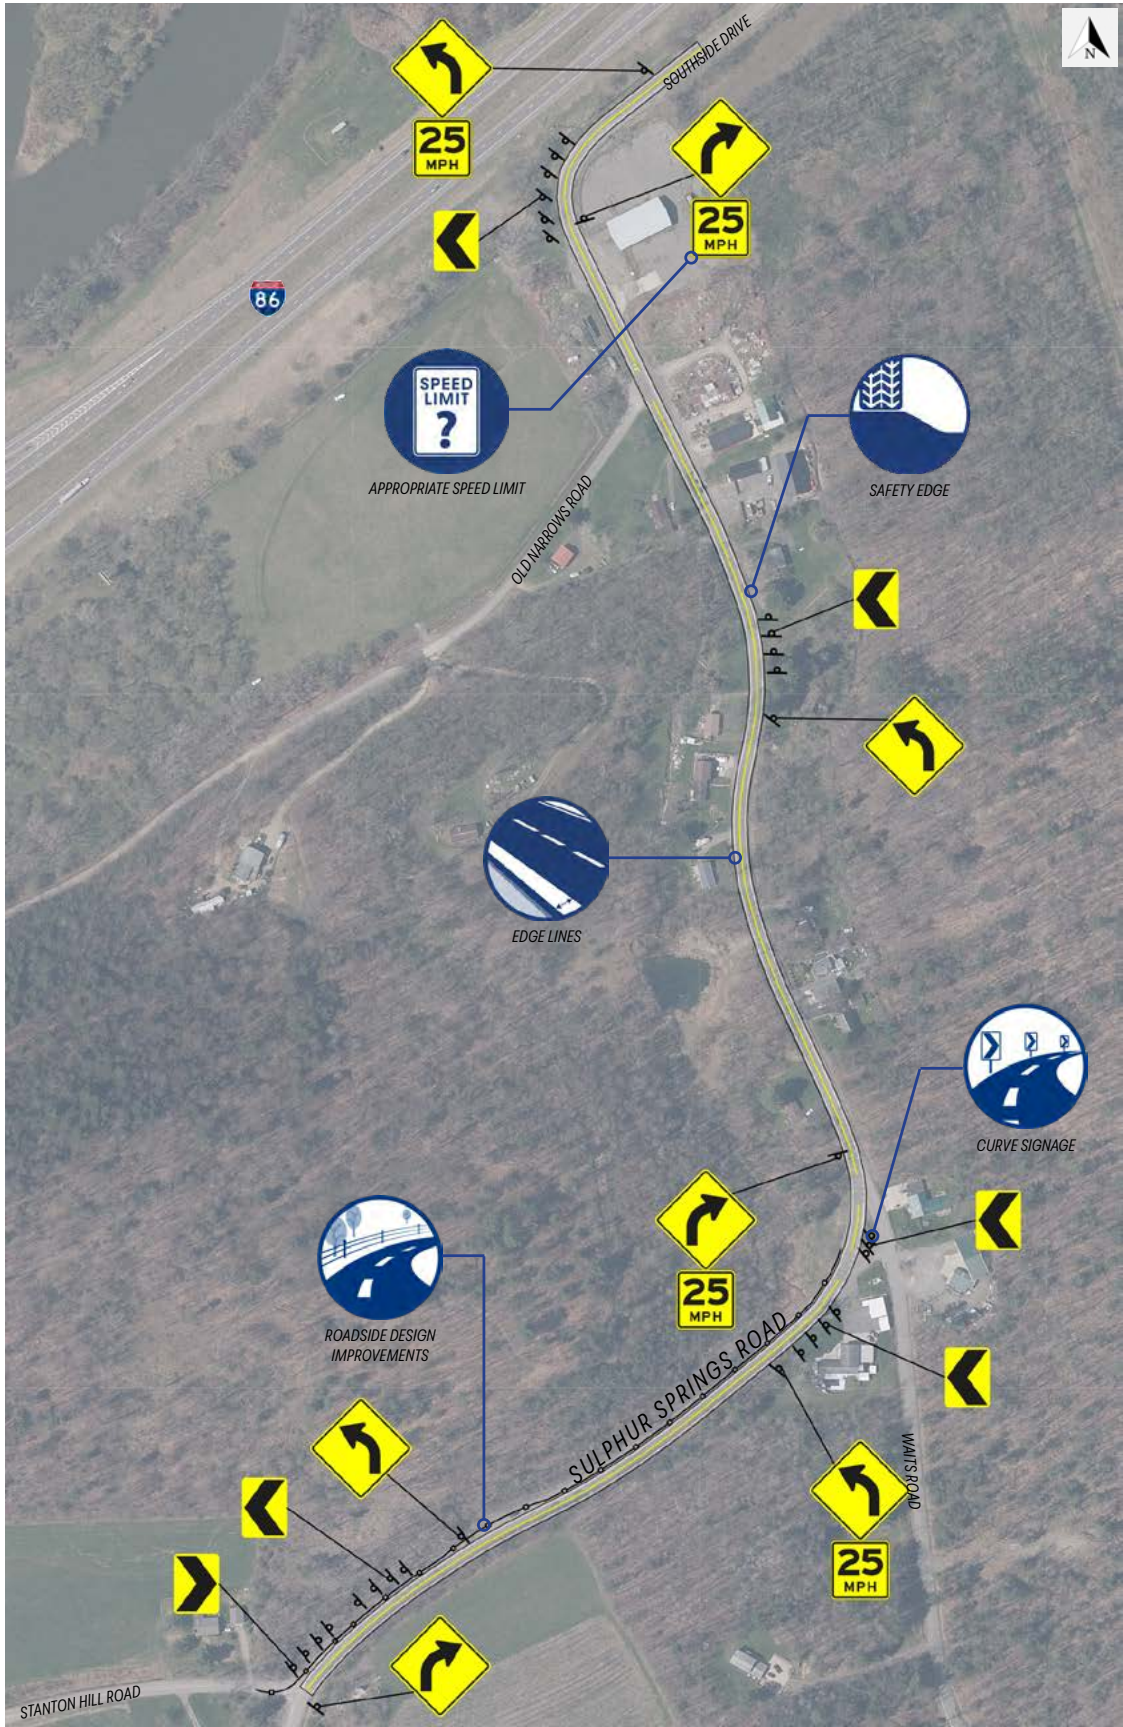 SOUTHSIDE DRIVE
N
25
MPH
25
MPH
86
SPEED
LIMIT
?
APPROPRIATE SPEED LIMIT
SAFETY EDGE
OLD NARROWS ROAD
EDGE LINES
CURVE SIGNAGE
25
MPH
ROADSIDE DESIGN
IMPROVEMENTS
SULPHUR SPRINGS ROAD
WAITS ROAD
25
MPH
STANTON HILL ROAD